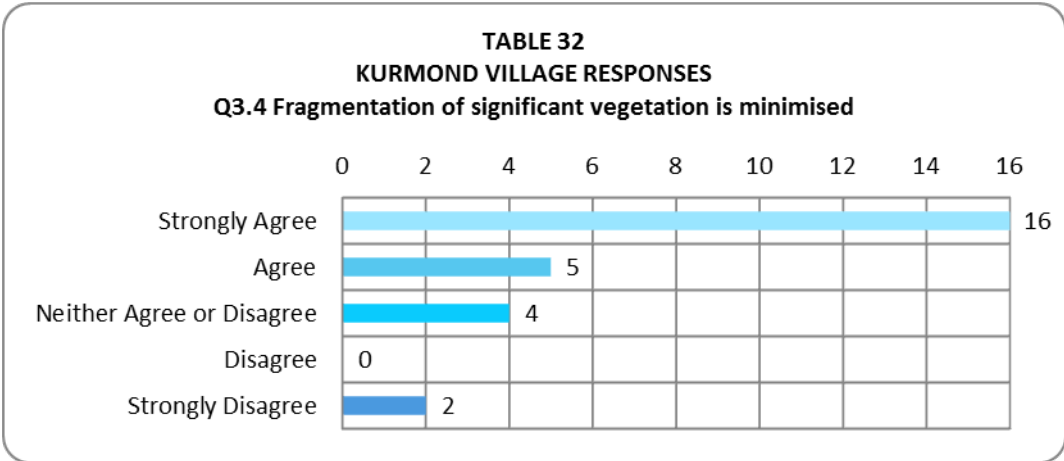 TABLE 32
KURMOND VILLAGE RESPONSES
Q3.4 Fragmentation of significant vegetation is minimised
0 2 4 6 8 10 12 14 16
Strongly Agree 16
Agree 5
Neither Agree or Disagree 4
Disagree 0
Strongly Disagree 2